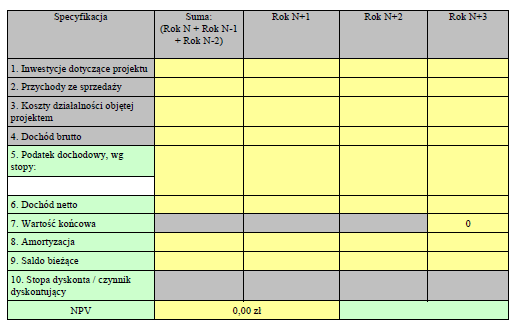 Specyfikacja
Suma:
(Rok N + Rok N-1
+ Rok N-2)
Rok N+1
Rok N+2
Rok N+3
1. Inwestycje dotyczące projektu
2. Przychody ze sprzedaży
3. Koszty działalności objętej
projektem
4. Dochód brutto
5. Podatek dochodowy, wg
stopy:
6. Dochód netto
7. Wartość końcowa
0
8. Amortyzacja
9. Saldo bieżące
10. Stopa dyskonta / czynnik
dyskontujący
NPV
0,00 zł